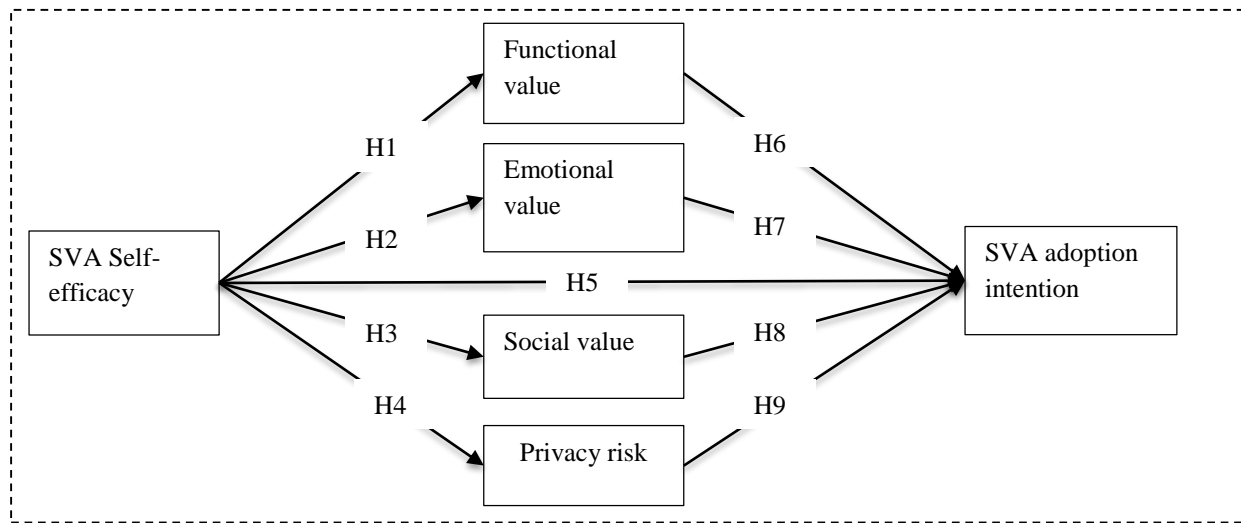 Functional
value
H1
H6
Emotional
value
H2
H7
SVA Self-
efficacy
H5
SVA adoption
intention
H3
Social value
H8
H4
H9
Privacy risk